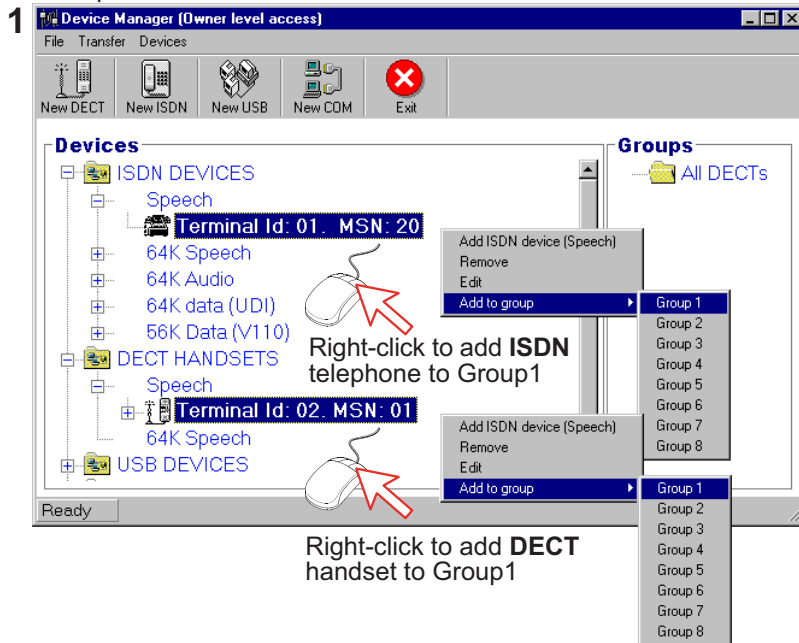 1
Device Manager (Owner level access)
File Transfer Devices
New DECT New ISDN New USB New COM Exit
Devices
ISDN DEVICES
Speech
Terminal Id: 01. MSN: 20
64K Speech
64K Audio
64K data (UDI)
56K Data (V110)
DECT HANDSETS
Speech
Terminal Id: 02. MSN: 01
64K Speech
USB DEVICES
Groups
All DECTs
Add ISDN device (Speech)
Remove
Edit
Add to group
Group 1
Group 2
Group 3
Group 4
Group 5
Group 6
Group 7
Group 8
Right-click to add ISDN
telephone to Group1
Add ISDN device (Speech)
Remove
Edit
Add to group
Group 1
Group 2
Group 3
Group 4
Group 5
Group 6
Group 7
Group 8
Ready
Right-click to add DECT
handset to Group1